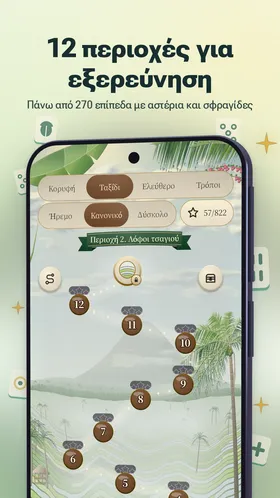 12 περιοχές για
εξερεύνηση
Πάνω από 270 επίπεδα με αστέρια και σφραγίδες
Κορυφή Ταξίδι Ελεύθερο Τρόποι
Ήρεμο Κανονικό Δύσκολο 57/822
Περιοχή 2. Λόφοι τσαγιού
12
11
10
9
8
7
6
5